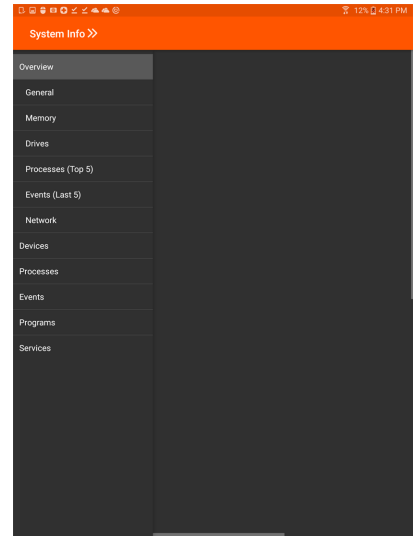 12% 4:31 PM
System Info
Overview
General
Memory
Drives
Processes (Top 5)
Events (Last 5)
Network
Devices
Processes
Events
Programs
Services